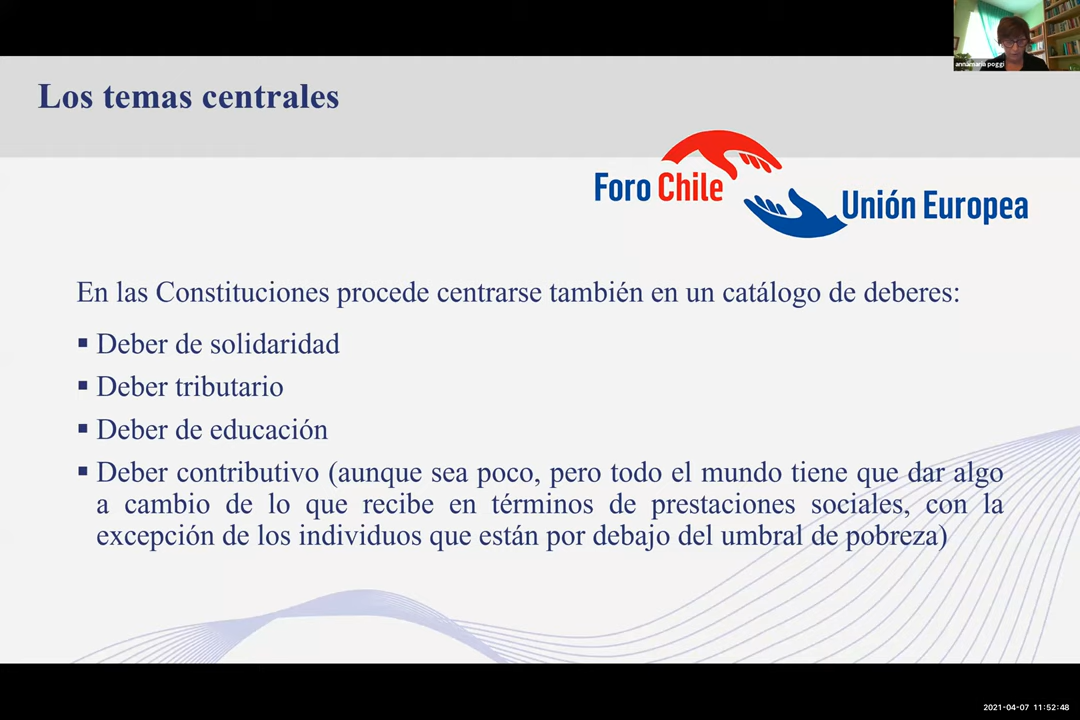 annamaria poggi
Los temas centrales
Foro Chile
Unión Europea
En las Constituciones procede centrarse también en un catálogo de deberes:
▪ Deber de solidaridad
▪ Deber tributario
▪ Deber de educación
▪ Deber contributivo (aunque sea poco, pero todo el mundo tiene que dar algo
a cambio de lo que recibe en términos de prestaciones sociales, con la
excepción de los individuos que están por debajo del umbral de pobreza)
2021-04-07 11:52:48